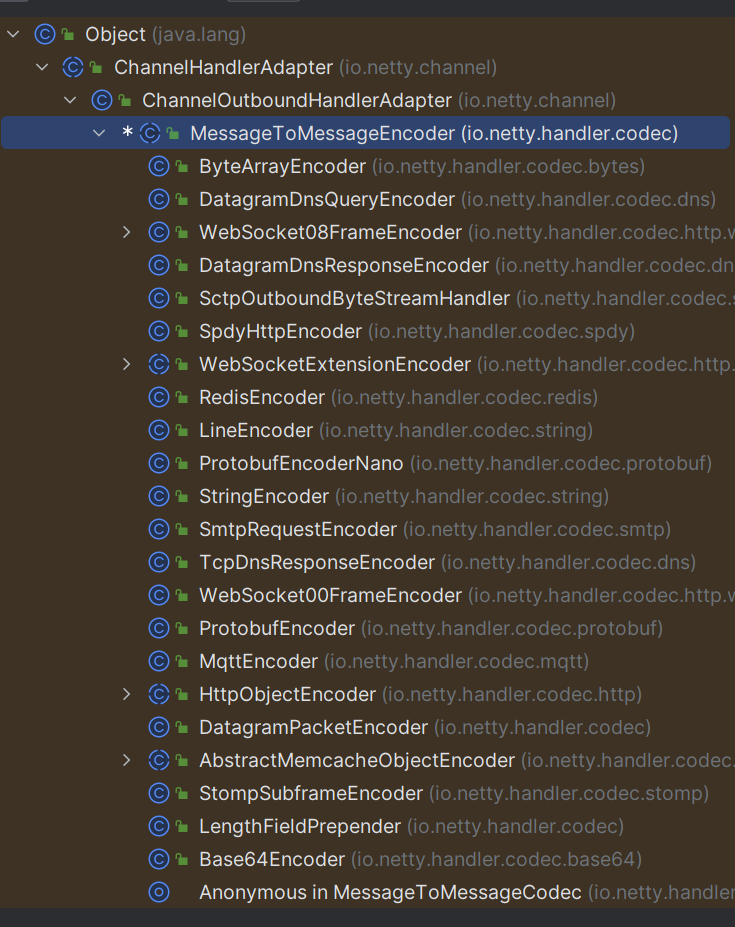 Object (java.lang)
ChannelHandlerAdapter (io.netty.channel)
ChannelOutboundHandlerAdapter (io.netty.channel)
* MessageToMessageEncoder (io.netty.handler.codec)
ByteArrayEncoder (io.netty.handler.codec.bytes)
DatagramDnsQueryEncoder (io.netty.handler.codec.dns)
WebSocket08FrameEncoder (io.netty.handler.codec.http.w
DatagramDnsResponseEncoder (io.netty.handler.codec.dn
SctpOutboundByteStreamHandler (io.netty.handler.codec.s
SpdyHttpEncoder (io.netty.handler.codec.spdy)
WebSocketExtensionEncoder (io.netty.handler.codec.http.
RedisEncoder (io.netty.handler.codec.redis)
LineEncoder (io.netty.handler.codec.string)
ProtobufEncoderNano (io.netty.handler.codec.protobuf)
StringEncoder (io.netty.handler.codec.string)
SmtpRequestEncoder (io.netty.handler.codec.smtp)
TcpDnsResponseEncoder (io.netty.handler.codec.dns)
WebSocket00FrameEncoder (io.netty.handler.codec.http.w
ProtobufEncoder (io.netty.handler.codec.protobuf)
MqttEncoder (io.netty.handler.codec.mqtt)
HttpObjectEncoder (io.netty.handler.codec.http)
DatagramPacketEncoder (io.netty.handler.codec)
AbstractMemcacheObjectEncoder (io.netty.handler.codec.
StompSubframeEncoder (io.netty.handler.codec.stomp)
LengthFieldPrepender (io.netty.handler.codec)
Base64Encoder (io.netty.handler.codec.base64)
Anonymous in MessageToMessageCodec (io.netty.handler